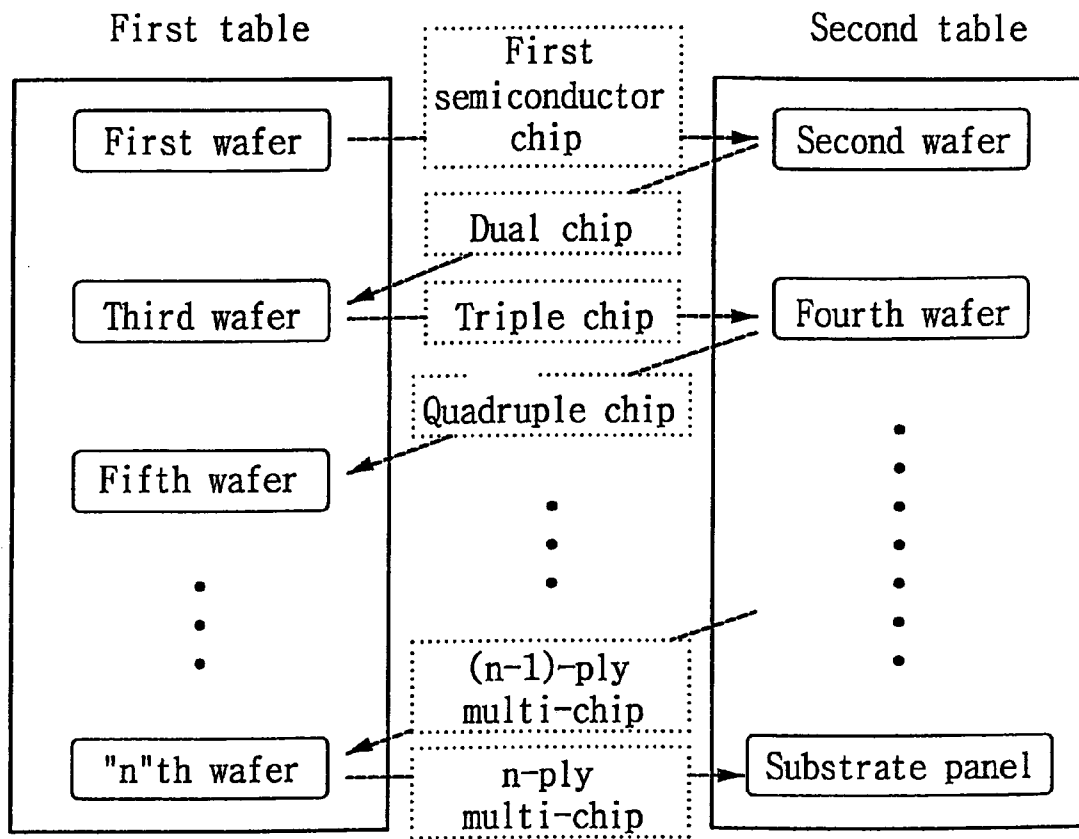 First table
Second table
First
semiconductor
chip
First wafer
Second wafer
Dual chip
Third wafer
Triple chip
Fourth wafer
Quadruple chip
Fifth wafer
(n-1)-ply
multi-chip
"n"th wafer
n-ply
multi-chip
Substrate panel